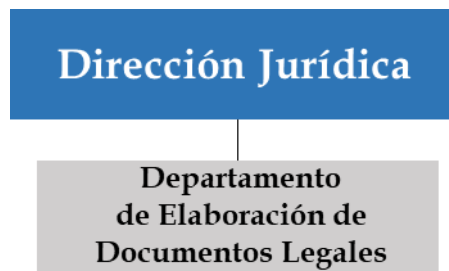 Dirección Jurídica
Departamento
de Elaboración de
Documentos Legales